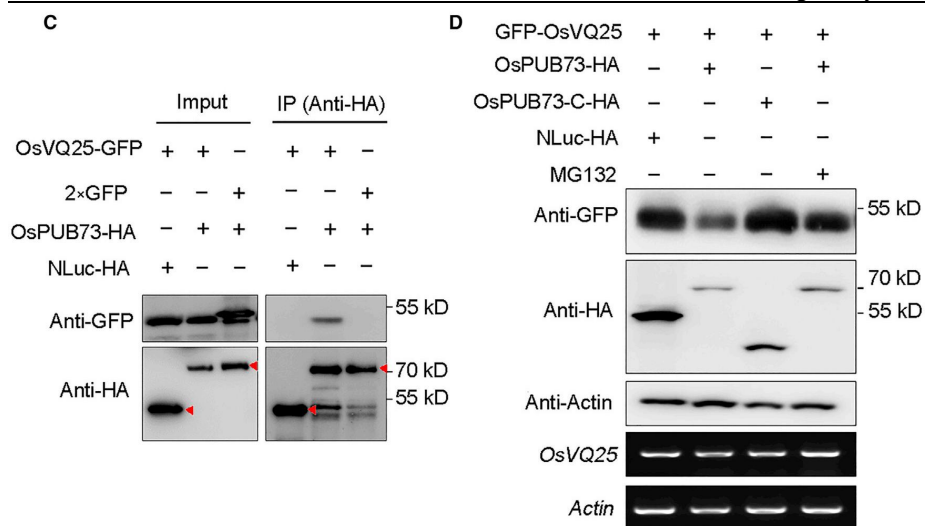 C
Imput IP (Anti-HA)
OsVQ25-GFP + + – + + –
2×GFP – – + – – +
OsPUB73-HA – + + – + +
NLuc-HA + – – + – –
Anti-GFP - 55 kD
Anti-HA - 70 kD
- 55 kD
D
GFP-OsVQ25 + + + +
OsPUB73-HA – + – +
OsPUB73-C-HA – – + –
NLuc-HA + – – –
MG132 – – – +
Anti-GFP - 55 kD
Anti-HA - 70 kD
- 55 kD
Anti-Actin
OsVQ25
Actin